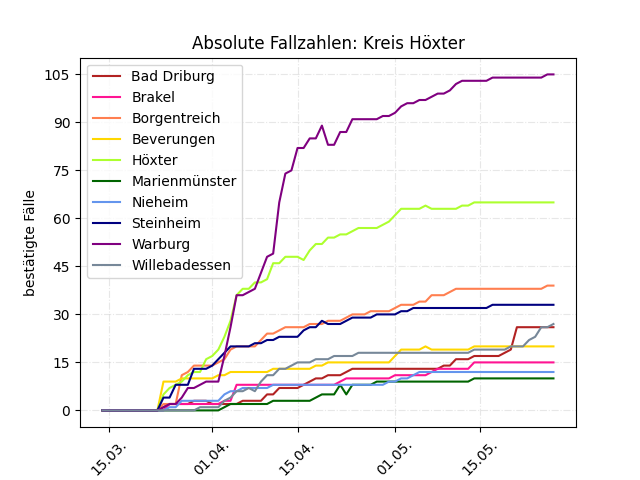 Absolute Fallzahlen: Kreis Höxter
bestätigte Fälle
105
90
75
60
45
30
15
0
Bad Driburg
Brakel
Borgentreich
Beverungen
Höxter
Marienmünster
Nieheim
Steinheim
Warburg
Willebadessen
15.03.
01.04.
15.04.
01.05.
15.05.